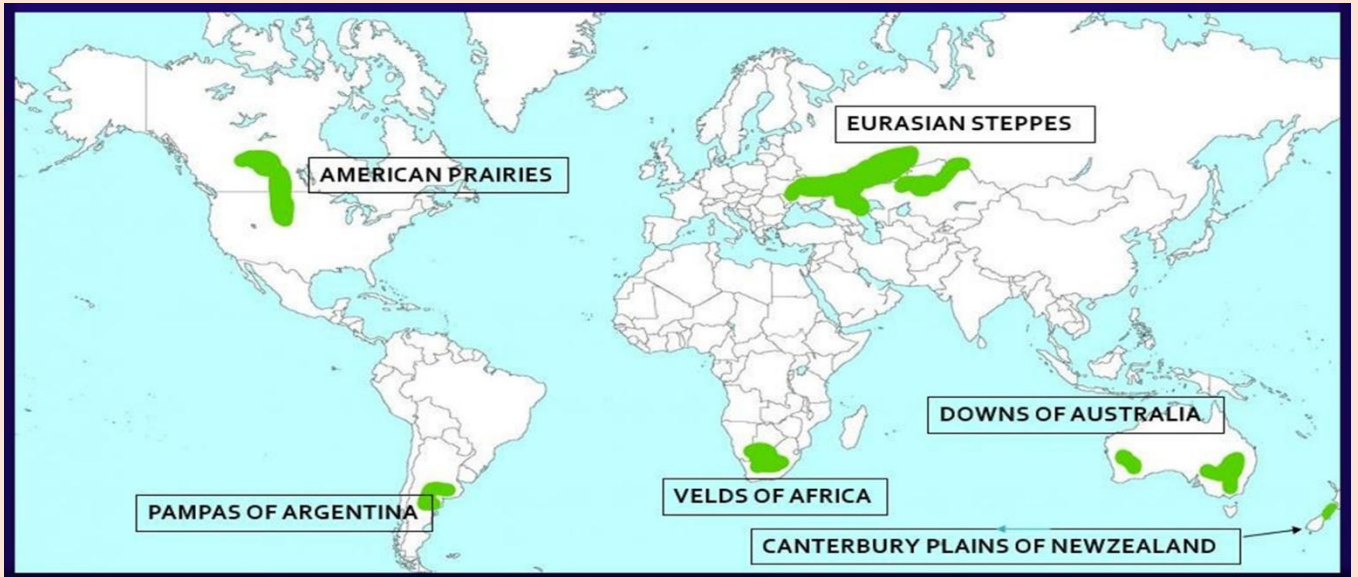 EURASIAN STEPPES
AMERICAN PRAIRIES
DOWNS OF AUSTRALIA
VELDS OF AFRICA
PAMPAS OF ARGENTINA
CANTERBURY PLAINS OF NEWZEALAND